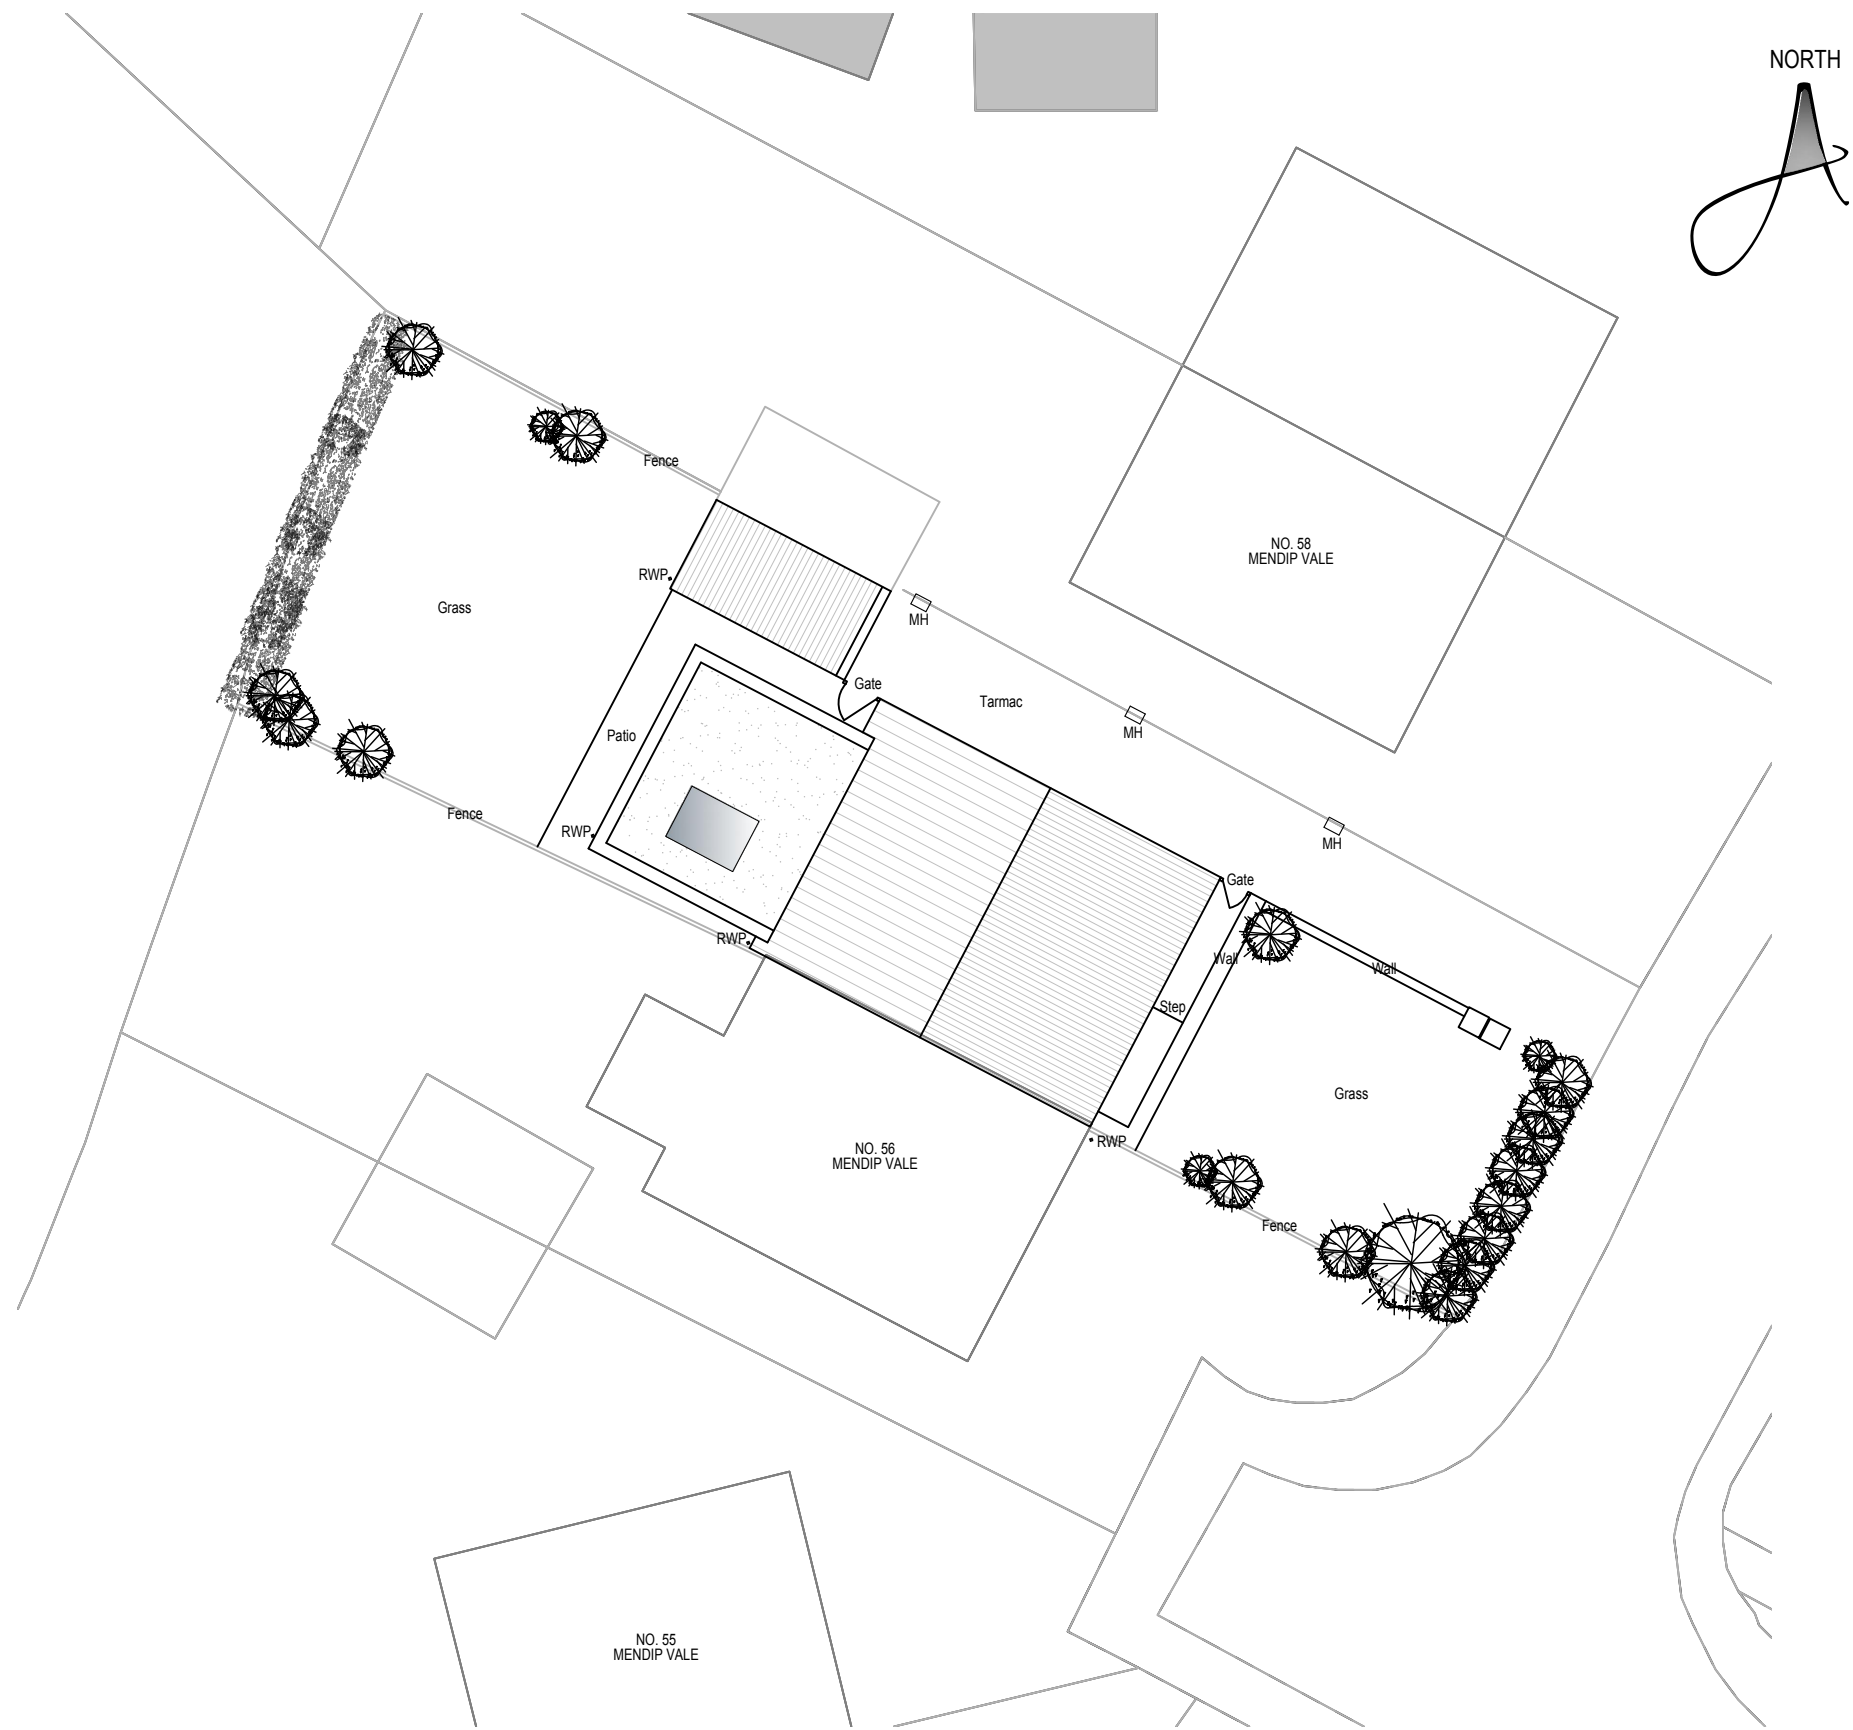 NORTH
Fence
NO. 58
MENDIP VALE
RWP
Grass
MH
Gate
Tarmac
MH
Patio
Fence
RWP
MH
Gate
RWP
Wall
Wall
Step
Grass
RWP
NO. 56
MENDIP VALE
Fence
NO. 55
MENDIP VALE